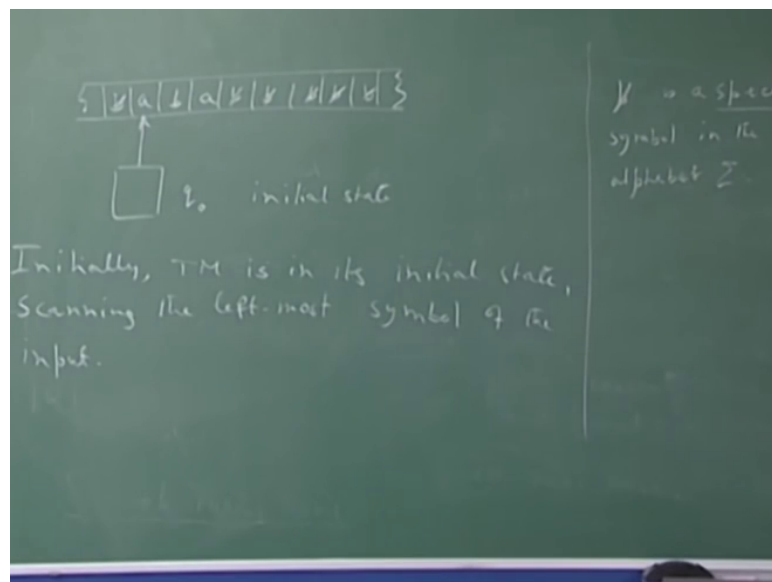 { | ƀ | a | b | a | ƀ | ƀ | ƀ | ƀ | ƀ | }
q₀ initial state
Initially, TM is in its initial state,
scanning the left-most symbol of the
input.
ƀ is a spec
symbol in the
alphabet Σ.